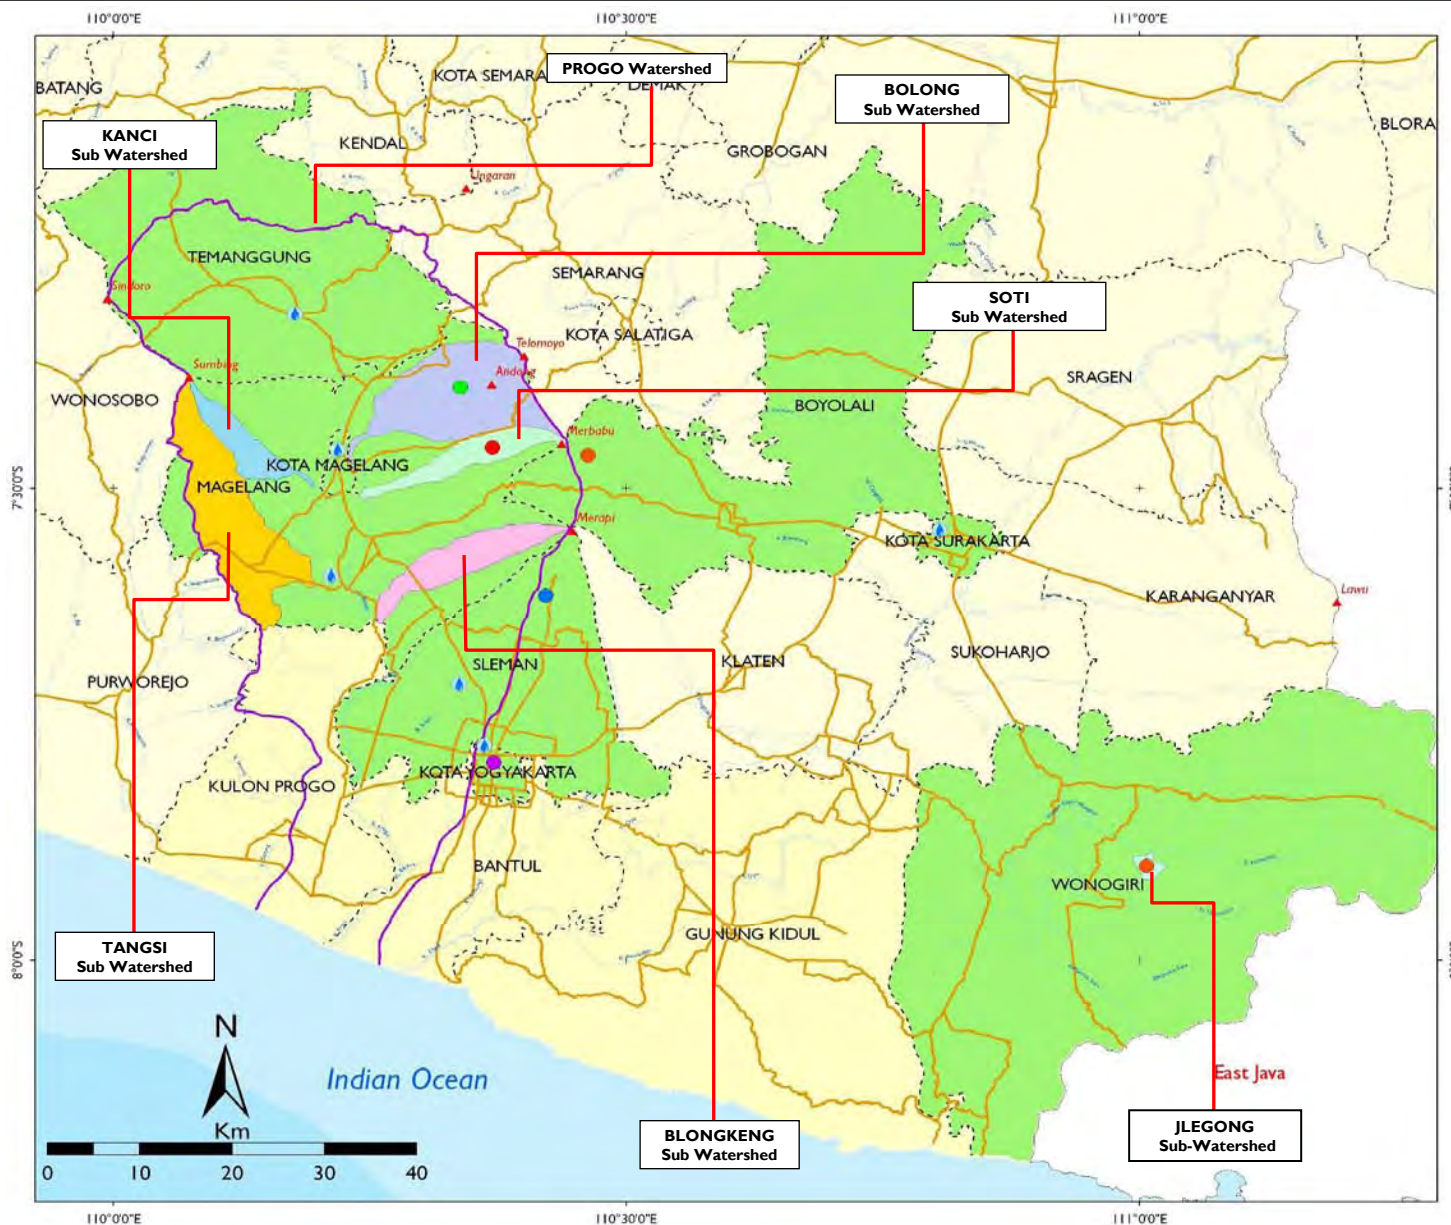 110°0'0"E
110°30'0"E
111°0'0"E
PROGO Watershed
BATANG
KOTA SEMARA
DEMAK
BOLONG
Sub Watershed
BLORA
KANCI
Sub Watershed
KENDAL
GROBOGAN
Ungaran
TEMANGGUNG
SEMARANG
Sindoro
SOTI
Sub Watershed
KOTA SALATIGA
Telomoyo
Sumbing
Andong
SRAGEN
WONOSOBO
BOYOLALI
Merbabu
KOTA MAGELANG
MAGELANG
7°30'0"S
Merapi
KOTA SURAKARTA
KARANGANYAR
Lawu
SLEMAN
KLATEN
SUKOHARJO
PURWOREJO
KOTA YOGYAKARTA
KULON PROGO
BANTUL
WONOGIRI
GUNUNG KIDUL
TANGSI
Sub Watershed
8°0'0"S
N
Indian Ocean
East Java
Km
0 10 20 30 40
BLONGKENG
Sub Watershed
JLEGONG
Sub-Watershed
110°0'0"E
110°30'0"E
111°0'0"E